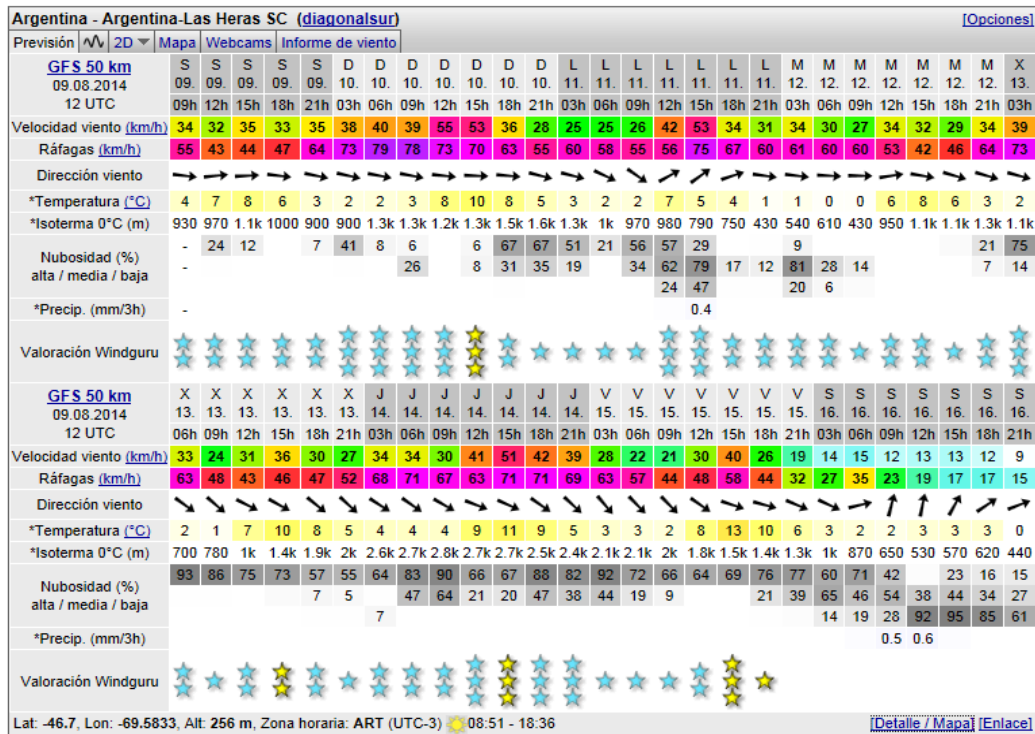 Argentina - Argentina-Las Heras SC (diagonalsur) [Opciones]
Previsión 2D Mapa Webcams Informe de viento
GFS 50 km S S S S S D D D D D D D L L L L L L L M M M M M M M X
09.08.2014 09. 09. 09. 09. 09. 10. 10. 10. 10. 10. 10. 10. 11. 11. 11. 11. 11. 11. 11. 12. 12. 12. 12. 12. 12. 12. 13.
12 UTC 09h 12h 15h 18h 21h 03h 06h 09h 12h 15h 18h 21h 03h 06h 09h 12h 15h 18h 21h 03h 06h 09h 12h 15h 18h 21h 03h
Velocidad viento (km/h) 34 32 35 33 35 38 40 39 55 53 36 28 25 25 26 42 53 34 31 34 30 27 34 32 29 34 39
Ráfagas (km/h) 55 43 44 47 64 73 79 78 73 70 63 55 60 58 55 56 75 67 60 61 60 60 53 42 46 64 73
Dirección viento
*Temperatura (°C) 4 7 8 6 3 2 2 3 8 10 8 5 3 2 2 7 5 4 1 1 0 0 6 8 6 3 2
*Isoterma 0°C (m) 930 970 1.1k 1000 900 900 1.3k 1.3k 1.2k 1.3k 1.5k 1.6k 1.3k 1k 970 980 790 750 430 540 610 430 950 1.1k 1.1k 1.3k 1.1k
Nubosidad (%) - 24 12 7 41 8 6 6 67 67 51 21 56 57 29 9 21 75
alta / media / baja - 26 8 31 35 19 34 62 79 17 12 81 28 14 7 14
24 47 20 6
*Precip. (mm/3h) - 0.4
Valoración Windguru
GFS 50 km X X X X X X J J J J J J J V V V V V V V S S S S S S S
09.08.2014 13. 13. 13. 13. 13. 13. 14. 14. 14. 14. 14. 14. 14. 15. 15. 15. 15. 15. 15. 15. 16. 16. 16. 16. 16. 16. 16.
12 UTC 06h 09h 12h 15h 18h 21h 03h 06h 09h 12h 15h 18h 21h 03h 06h 09h 12h 15h 18h 21h 03h 06h 09h 12h 15h 18h 21h
Velocidad viento (km/h) 33 24 31 36 30 27 34 34 30 41 51 42 39 28 22 21 30 40 26 19 14 15 12 13 13 12 9
Ráfagas (km/h) 63 48 43 46 47 52 68 71 67 63 71 71 69 63 57 44 48 58 44 32 27 35 23 19 17 17 15
Dirección viento
*Temperatura (°C) 2 1 7 10 8 5 4 4 4 9 11 9 5 3 3 2 8 13 10 6 3 2 2 3 3 3 0
*Isoterma 0°C (m) 700 780 1k 1.4k 1.9k 2k 2.6k 2.7k 2.8k 2.7k 2.7k 2.5k 2.4k 2.1k 2.1k 2k 1.8k 1.5k 1.4k 1.3k 1k 870 650 530 570 620 440
Nubosidad (%) 93 86 75 73 57 55 64 83 90 66 67 88 82 92 72 66 64 69 76 77 60 71 42 23 16 15
alta / media / baja 7 5 47 64 21 20 47 38 44 19 9 21 39 65 46 54 38 44 34 27
7 14 19 28 92 95 85 61
*Precip. (mm/3h) 0.5 0.6
Valoración Windguru
Lat: -46.7, Lon: -69.5833, Alt: 256 m, Zona horaria: ART (UTC-3) 08:51 - 18:36 [Detalle / Mapa] [Enlace]